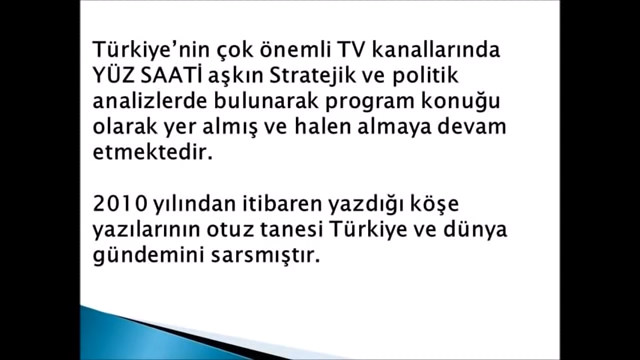 Türkiye’nin çok önemli TV kanallarında
YÜZ SAATİ aşkın Stratejik ve politik
analizlerde bulunarak program konuğu
olarak yer almış ve halen almaya devam
etmektedir.
2010 yılından itibaren yazdığı köşe
yazılarının otuz tanesi Türkiye ve dünya
gündemini sarsmıştır.